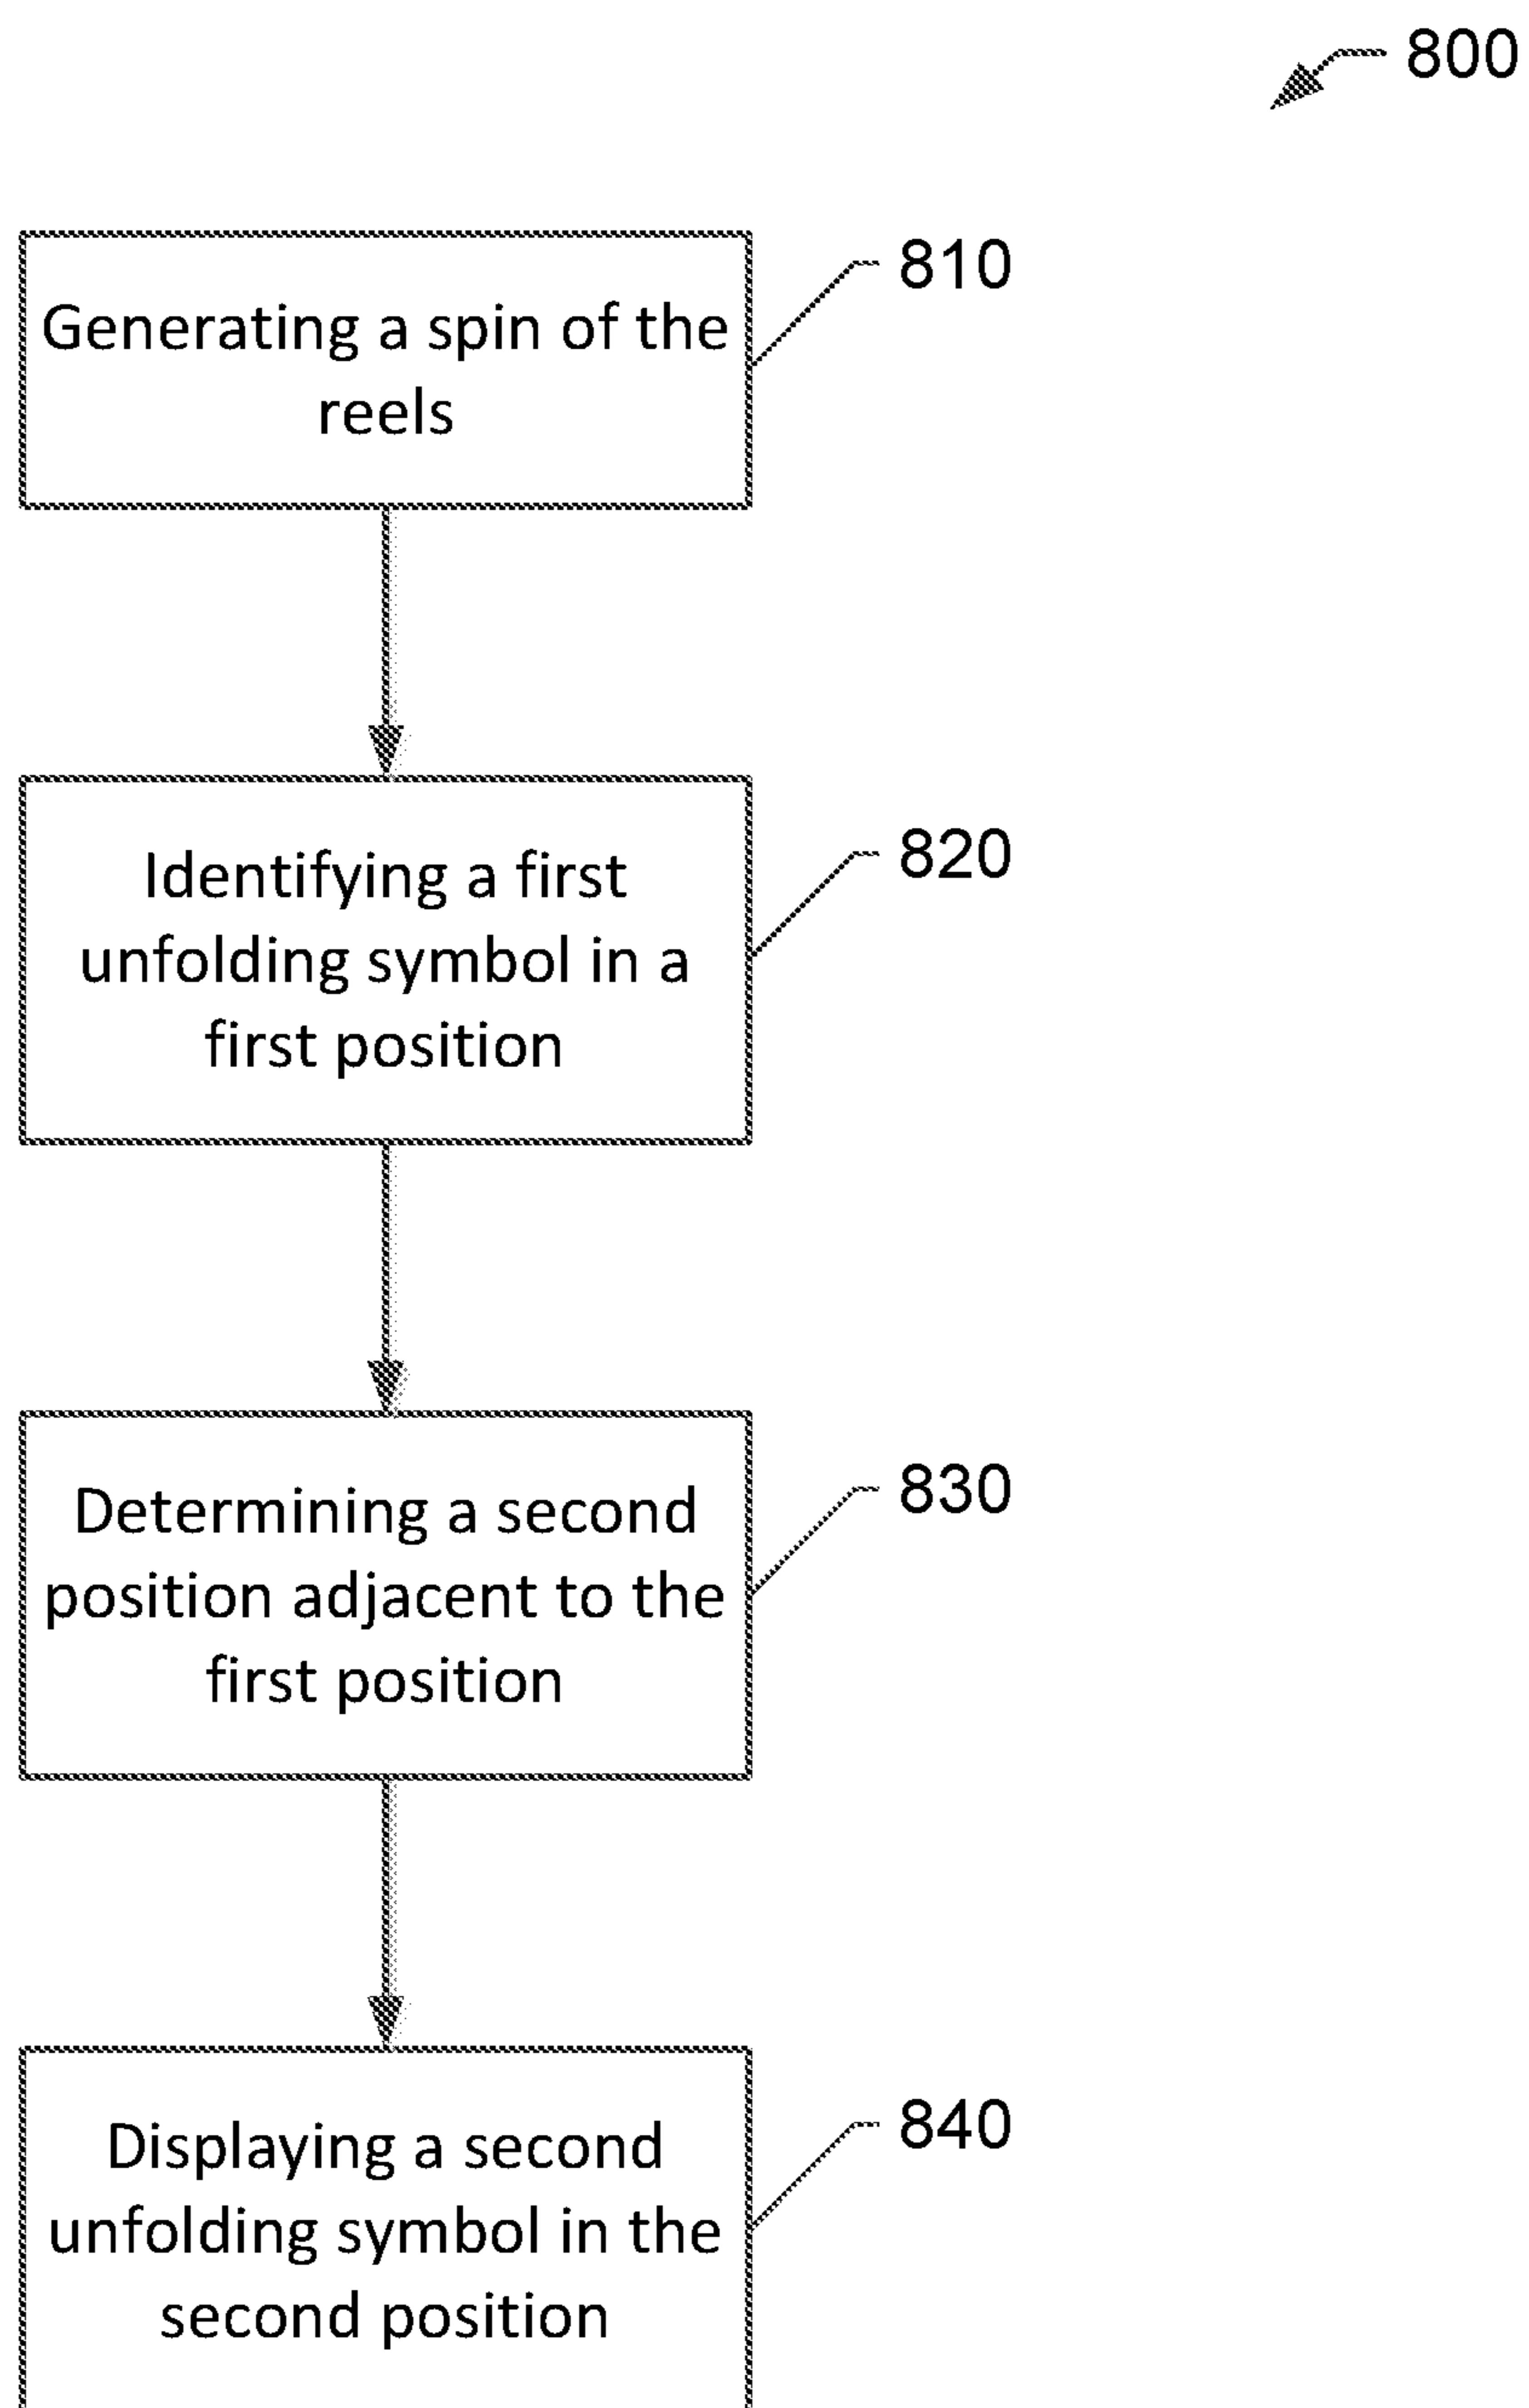 800
810
Generating a spin of the
reels
820
Identifying a first
unfolding symbol in a
first position
830
Determining a second
position adjacent to the
first position
840
Displaying a second
unfolding symbol in the
second position